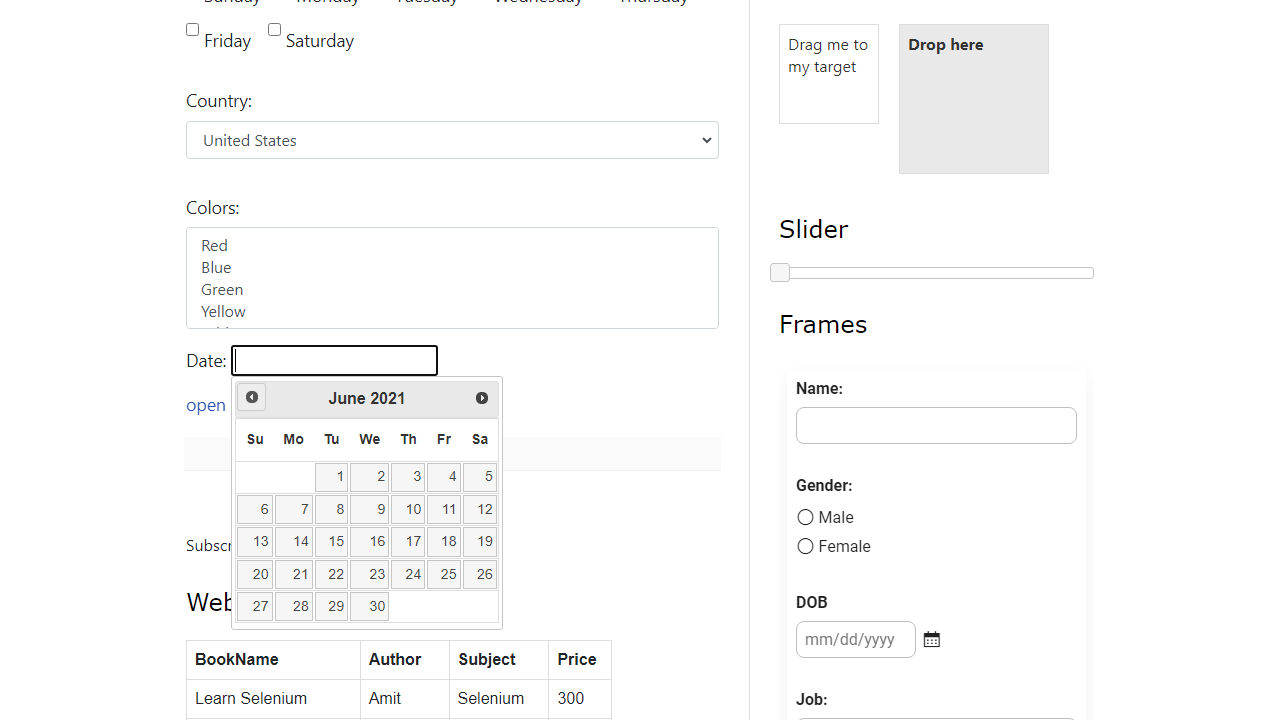 Friday Saturday
Country:
United States
Colors:
Red
Blue
Green
Yellow
Date:
open
June 2021
Su Mo Tu We Th Fr Sa
1 2 3 4 5
6 7 8 9 10 11 12
13 14 15 16 17 18 19
20 21 22 23 24 25 26
27 28 29 30
Subscr
Web
BookName Author Subject Price
Learn Selenium Amit Selenium 300
Drag me to
my target
Drop here
Slider
Frames
Name:
Gender:
Male
Female
DOB
mm/dd/yyyy
Job: